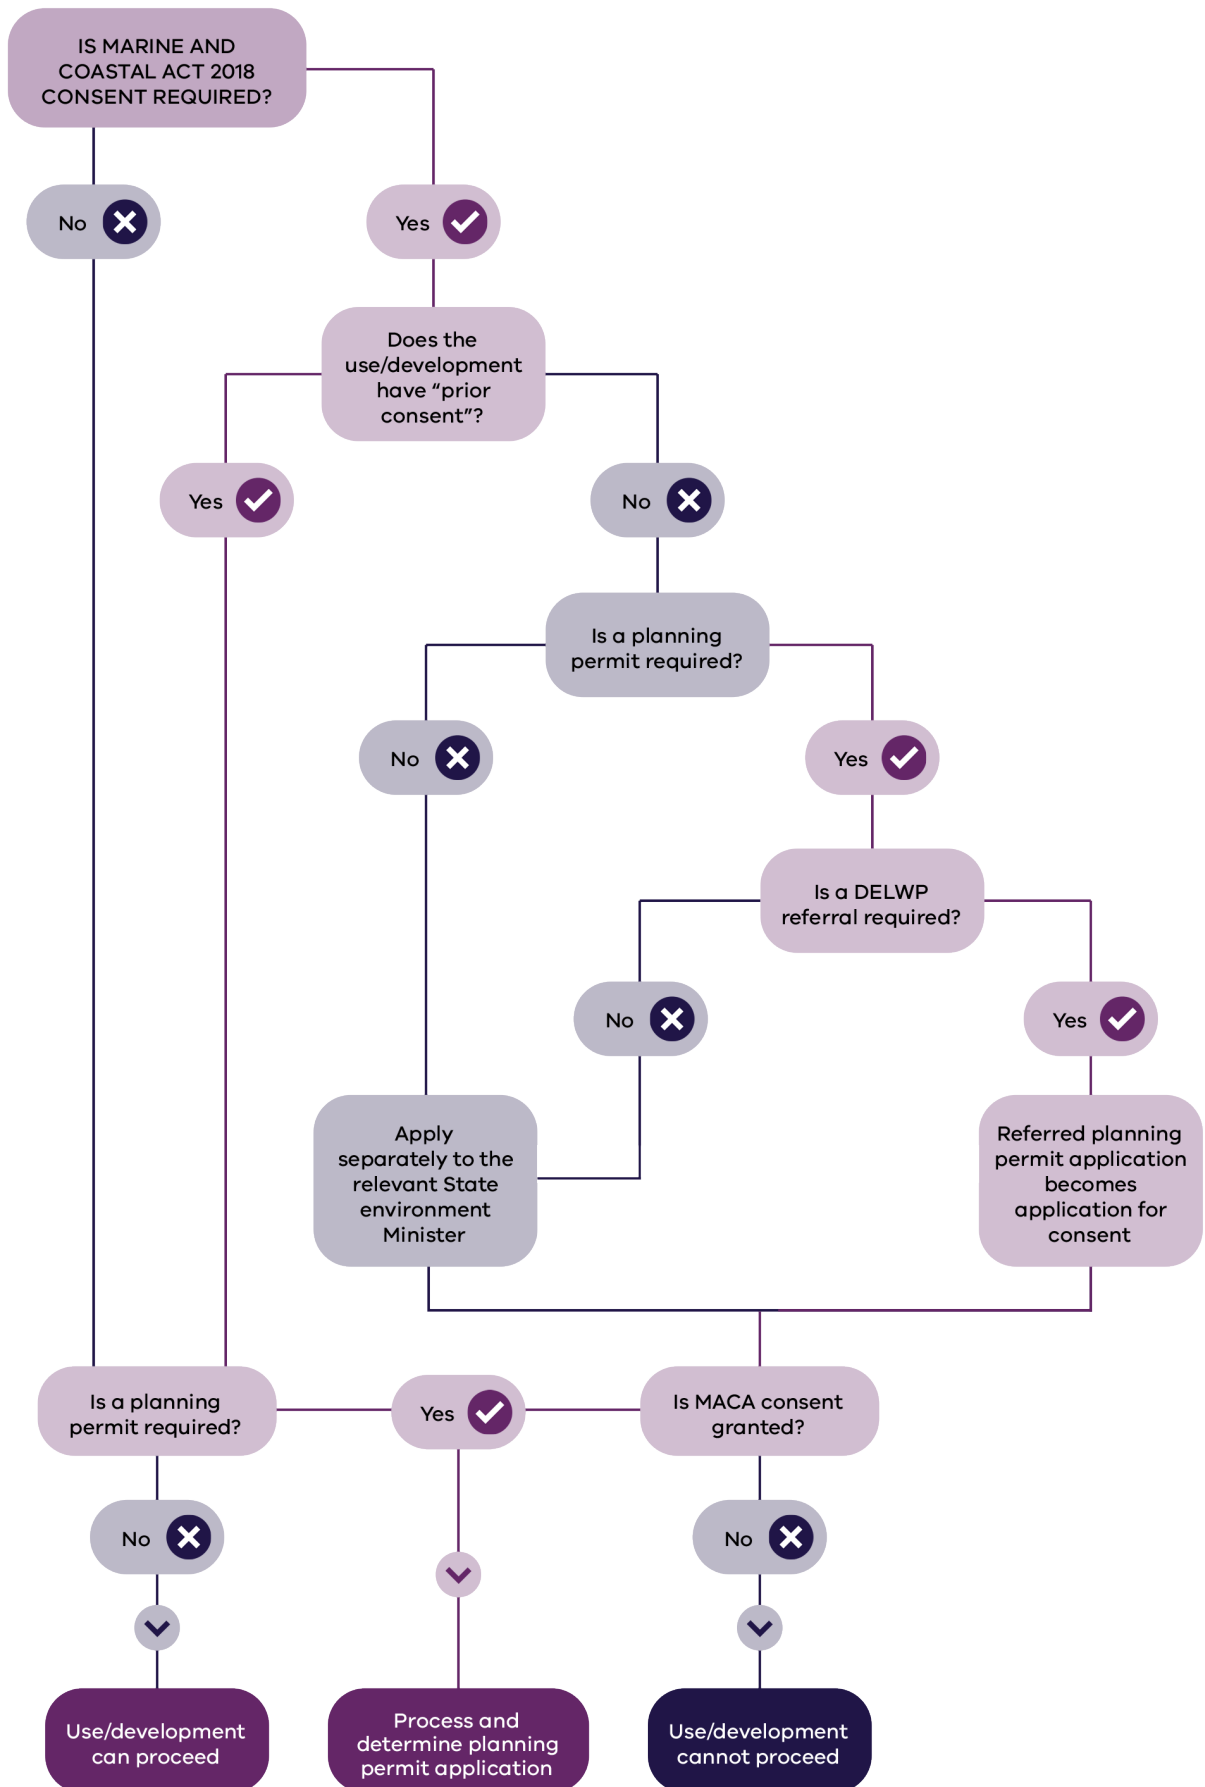 IS MARINE AND
COASTAL ACT 2018
CONSENT REQUIRED?
No
Yes
Does the
use/development
have “prior
consent”?
Yes
No
Is a planning
permit required?
No
Yes
Is a DELWP
referral required?
No
Yes
Apply
separately to the
relevant State
environment
Minister
Referred planning
permit application
becomes
application for
consent
Is a planning
permit required?
Yes
Is MACA consent
granted?
No
No
Use/development
can proceed
Process and
determine planning
permit application
Use/development
cannot proceed